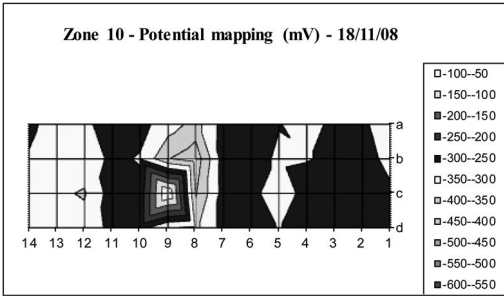 Zone 10 - Potential mapping (mV) - 18/11/08
-100--50
-150--100
-200--150
-250--200
-300--250
-350--300
-400--350
-450--400
-500--450
-550--500
-600--550
a
b
c
d
14 13 12 11 10 9 8 7 6 5 4 3 2 1